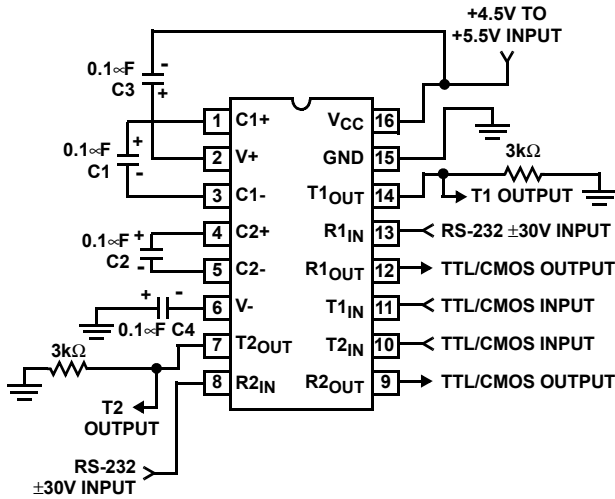 +4.5V TO
+5.5V INPUT
0.1∝F
-
C3
+
1 C1+
VCC 16
0.1∝F
+
C1
-
2 V+
GND 15
3kΩ
3 C1-
T1OUT 14
T1 OUTPUT
0.1∝F
+
C2
-
4 C2+
R1IN 13
RS-232 ±30V INPUT
5 C2-
R1OUT 12
TTL/CMOS OUTPUT
+ -
0.1∝F C4
6 V-
T1IN 11
TTL/CMOS INPUT
3kΩ
7 T2OUT
T2IN 10
TTL/CMOS INPUT
8 R2IN
R2OUT 9
TTL/CMOS OUTPUT
T2
OUTPUT
RS-232
±30V INPUT